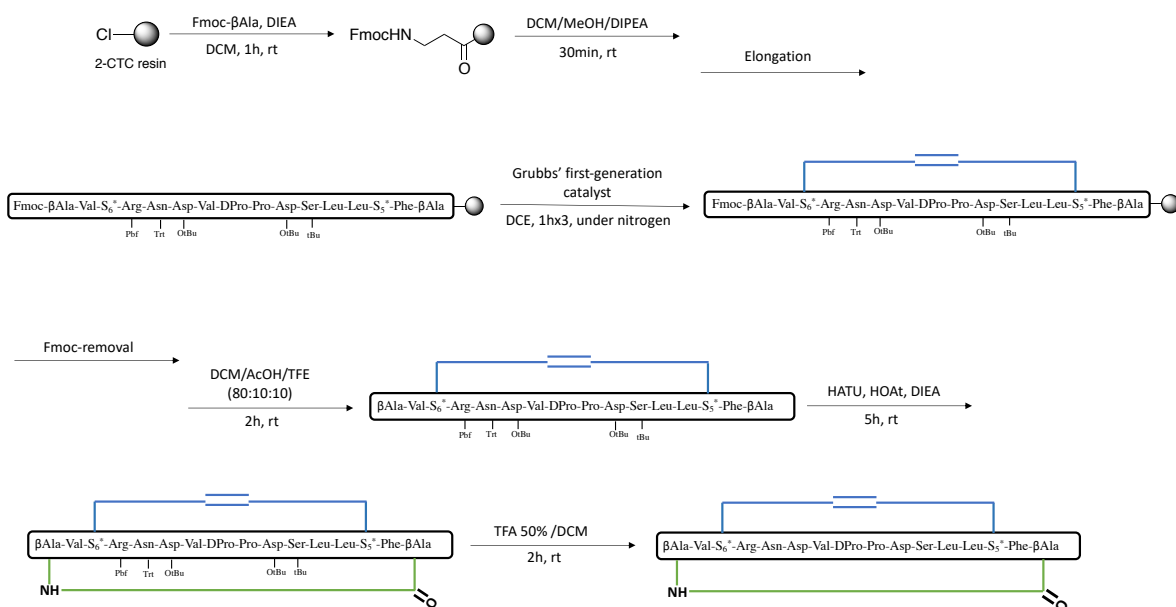 Cl
2-CTC resin
Fmoc-βAla, DIEA
DCM, 1h, rt
FmocHN
O
DCM/MeOH/DIPEA
30min, rt
Elongation
Fmoc-βAla-Val-S6*-Arg-Asn-Asp-Val-DPro-Pro-Asp-Ser-Leu-Leu-S5*-Phe-βAla
Pbf Trt OtBu OtBu tBu
Grubbs' first-generation
catalyst
DCE, 1hx3, under nitrogen
Fmoc-βAla-Val-S6*-Arg-Asn-Asp-Val-DPro-Pro-Asp-Ser-Leu-Leu-S5*-Phe-βAla
Pbf Trt OtBu OtBu tBu
Fmoc-removal
DCM/AcOH/TFE
(80:10:10)
2h, rt
βAla-Val-S6*-Arg-Asn-Asp-Val-DPro-Pro-Asp-Ser-Leu-Leu-S5*-Phe-βAla
Pbf Trt OtBu OtBu tBu
HATU, HOAt, DIEA
5h, rt
βAla-Val-S6*-Arg-Asn-Asp-Val-DPro-Pro-Asp-Ser-Leu-Leu-S5*-Phe-βAla
Pbf Trt OtBu OtBu tBu
NH
O
TFA 50% /DCM
2h, rt
βAla-Val-S6*-Arg-Asn-Asp-Val-DPro-Pro-Asp-Ser-Leu-Leu-S5*-Phe-βAla
NH
O